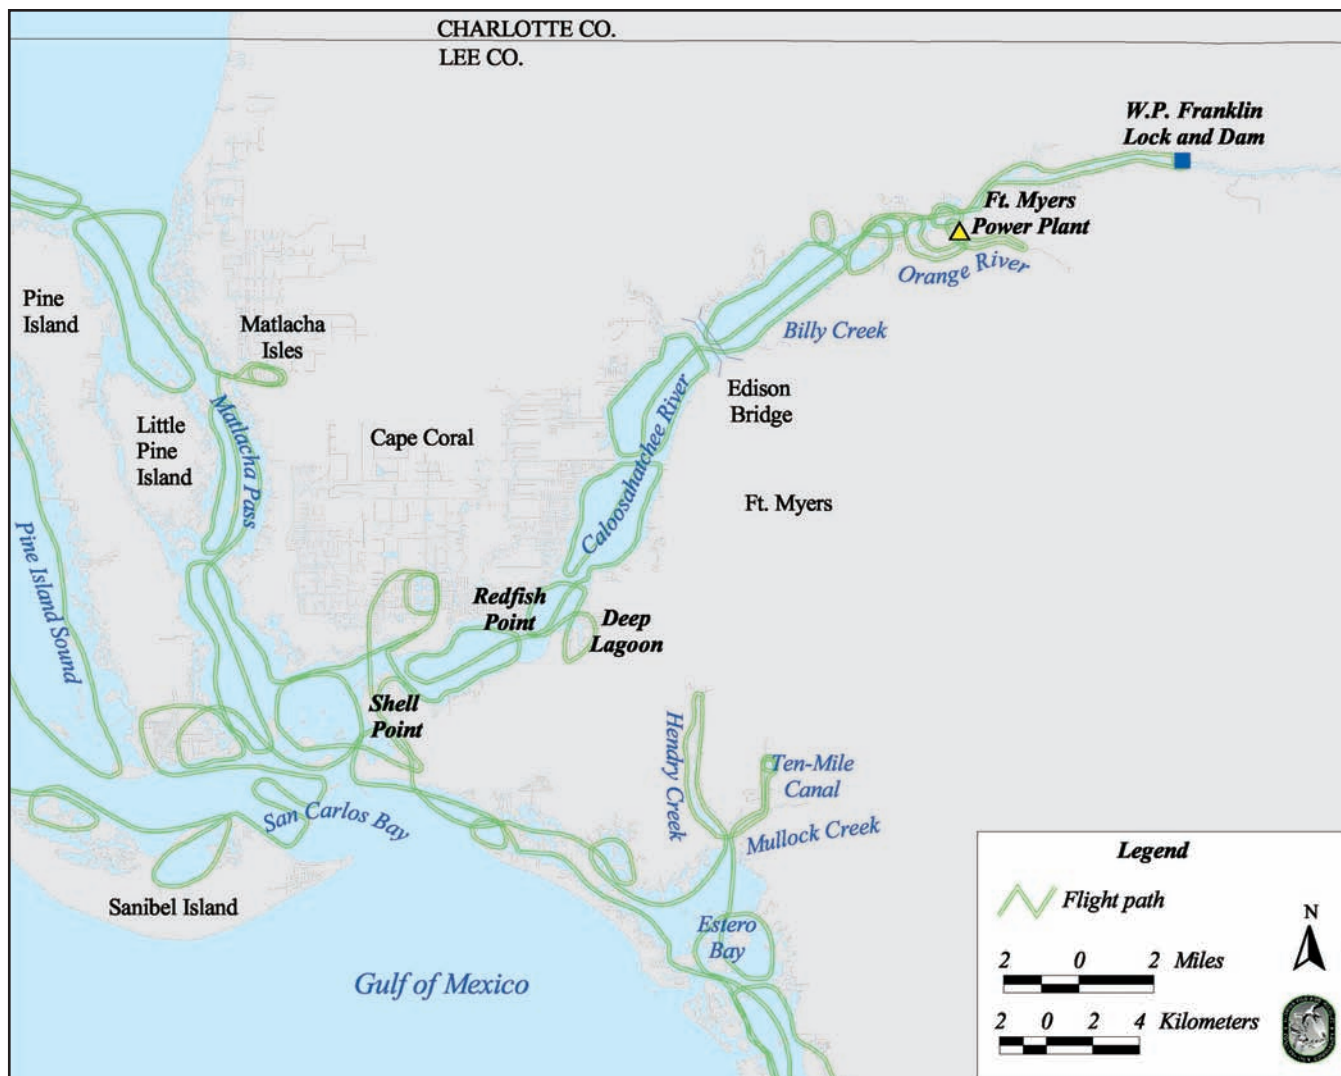 CHARLOTTE CO.
LEE CO.
W.P. Franklin
Lock and Dam
Ft. Myers
Power Plant
Orange River
Pine
Island
Matlacha
Isles
Billy Creek
Edison
Bridge
Little
Pine
Island
Matlacha Pass
Cape Coral
Caloosahatchee River
Ft. Myers
Pine Island Sound
Redfish
Point
Deep
Lagoon
Shell
Point
Hendry Creek
Ten-Mile
Canal
Mullock Creek
San Carlos Bay
Sanibel Island
Estero
Bay
Gulf of Mexico
Legend
Flight path
N
2 0 2 Miles
2 0 2 4 Kilometers